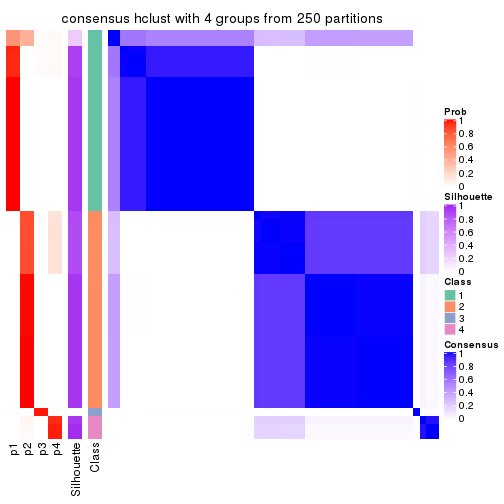 consensus hclust with 4 groups from 250 partitions
Prob
1
0.8
0.6
0.4
0.2
0
Silhouette
1
0.8
0.6
0.4
0.2
0
Class
1
2
3
4
Consensus
1
0.8
0.6
0.4
0.2
0
p1
p2
p3
p4
Silhouette
Class